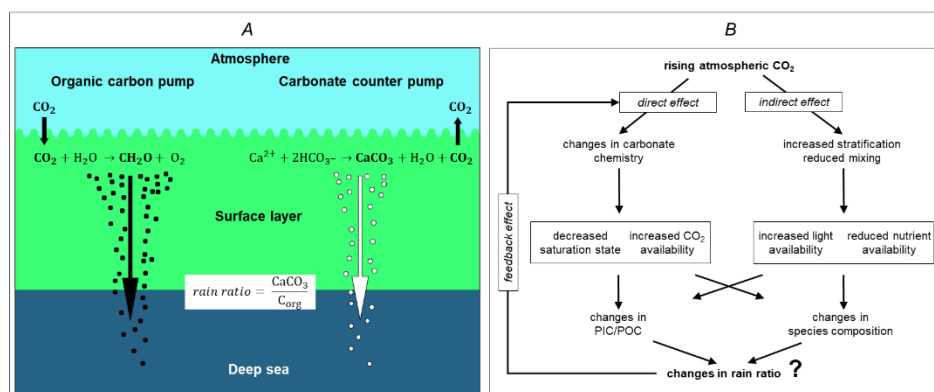 A
Atmosphere
Organic carbon pump
Carbonate counter pump
CO₂
CO₂
CO₂ + H₂O → CH₂O + O₂
Ca²⁺ + 2HCO₃₋ → CaCO₃ + H₂O + CO₂
Surface layer
rain ratio = CaCO₃ / C_org
Deep sea
B
rising atmospheric CO₂
direct effect
indirect effect
changes in carbonate
chemistry
increased stratification
reduced mixing
feedback effect
decreased
saturation state
increased CO₂
availability
increased light
availability
reduced nutrient
availability
changes in
PIC/POC
changes in
species composition
changes in rain ratio ?